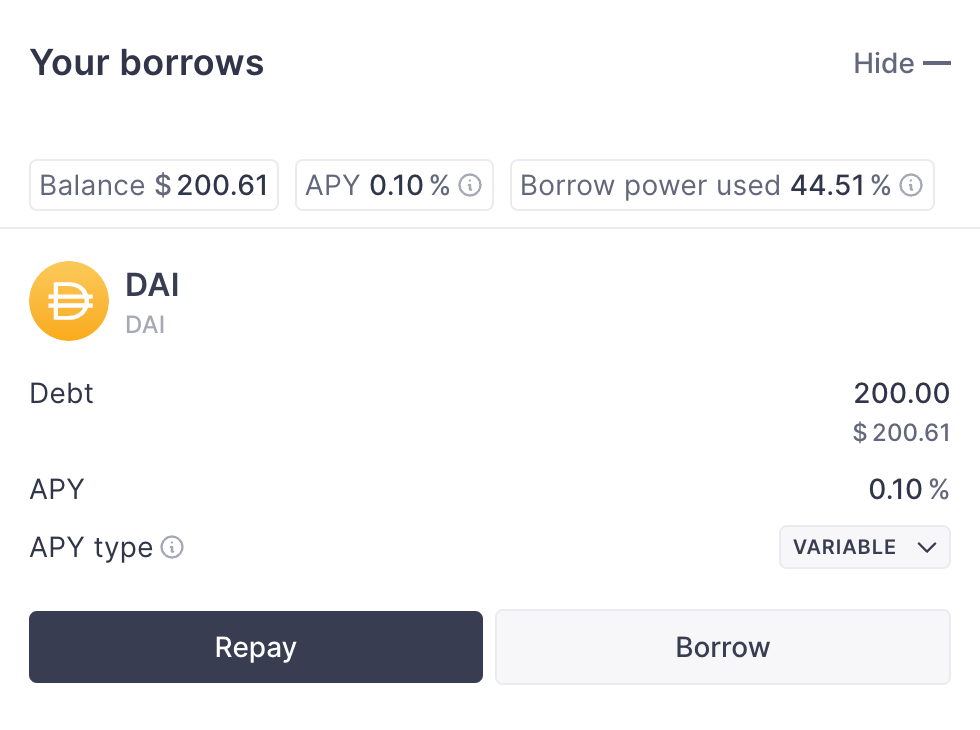 Your borrows
Hide
Balance $ 200.61
APY 0.10 %
Borrow power used 44.51 %
DAI
DAI
Debt
200.00
$ 200.61
APY
0.10 %
APY type
VARIABLE
Repay
Borrow